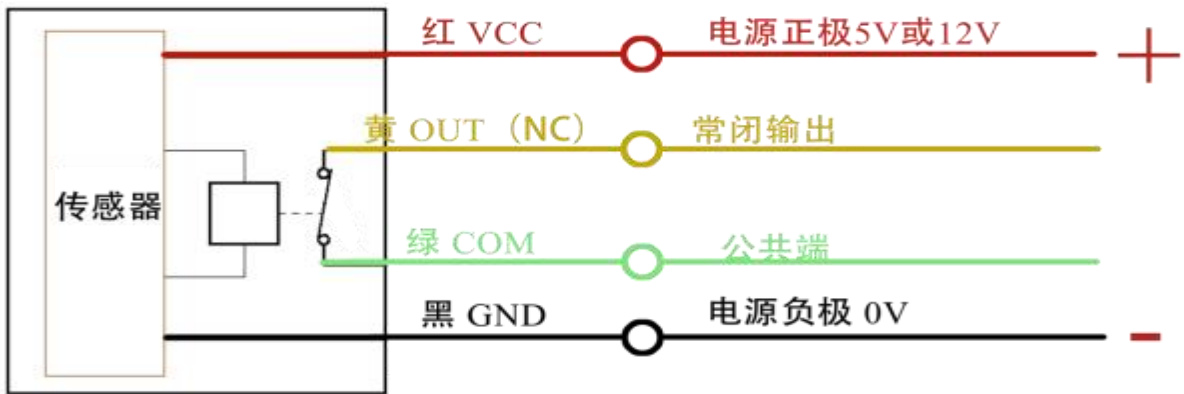 红 VCC 电源正极5V或12V +
黄 OUT（NC） 常闭输出
传感器
绿 COM 公共端
黑 GND 电源负极 0V -